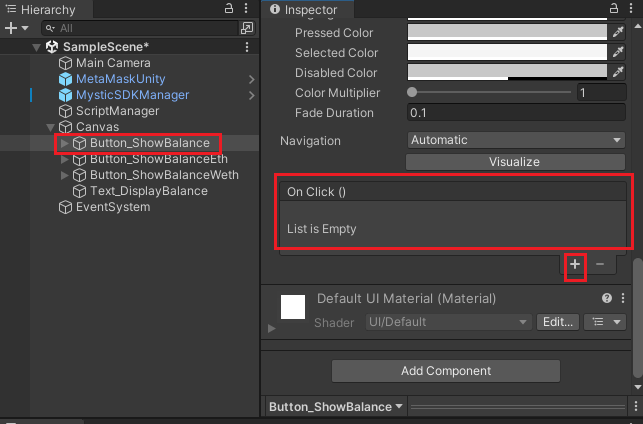 Hierarchy
All
SampleScene*
Main Camera
MetaMaskUnity
MysticSDKManager
ScriptManager
Canvas
Button_ShowBalance
Button_ShowBalanceEth
Button_ShowBalanceWeth
Text_DisplayBalance
EventSystem
Inspector
Pressed Color
Selected Color
Disabled Color
Color Multiplier 1
Fade Duration 0.1
Navigation Automatic
Visualize
On Click ()
List is Empty
+ −
Default UI Material (Material)
Shader UI/Default Edit...
Add Component
Button_ShowBalance